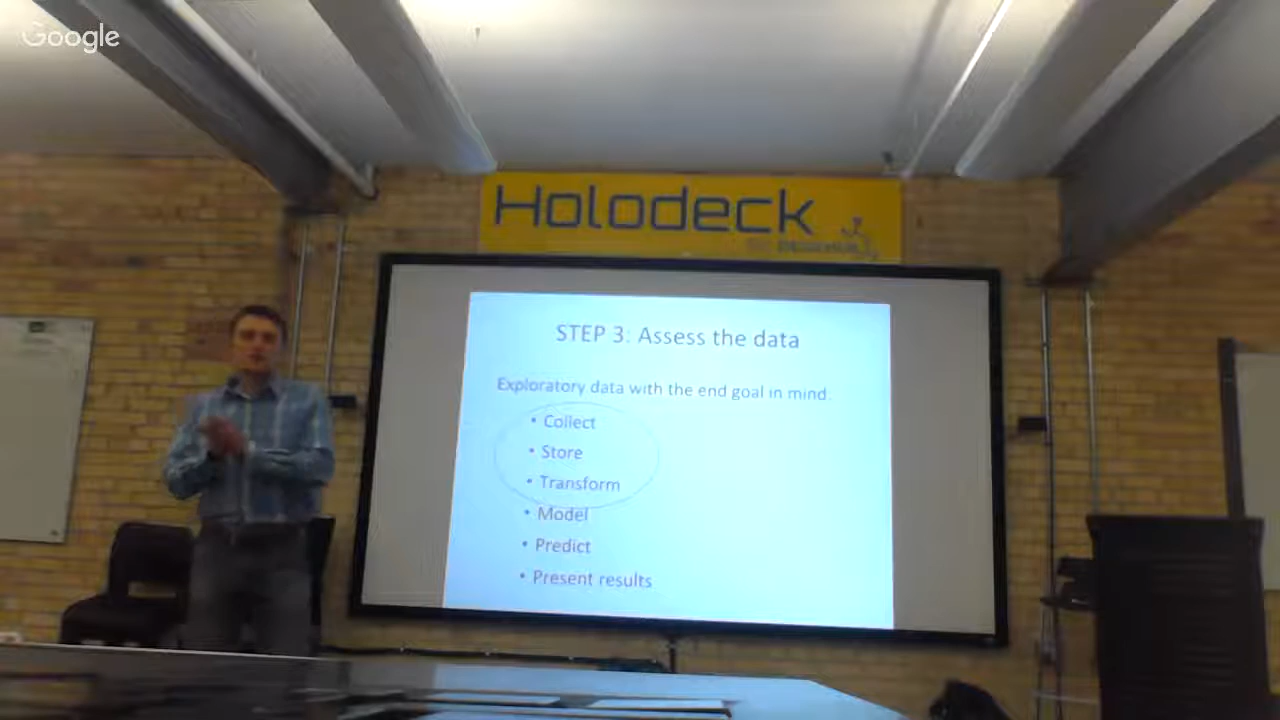 Google
Holodeck
STEP 3: Assess the data
Exploratory data with the end goal in mind.
• Collect
• Store
• Transform
• Model
• Predict
• Present results